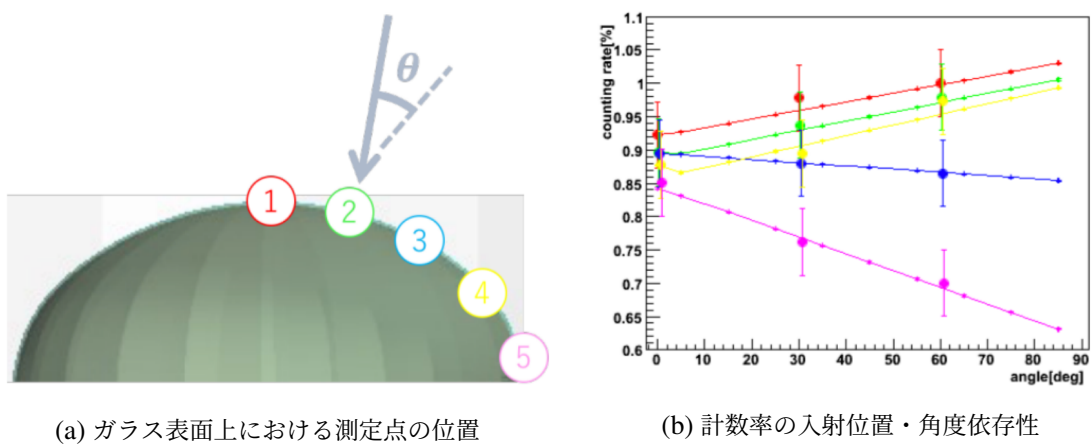 θ
1
2
3
4
5
counting rate[%]
1.1
1.05
1
0.95
0.9
0.85
0.8
0.75
0.7
0.65
0.6
0 10 20 30 40 50 60 70 80 90
angle[deg]
(a) ガラス表面上における測定点の位置
(b) 計数率の入射位置・角度依存性